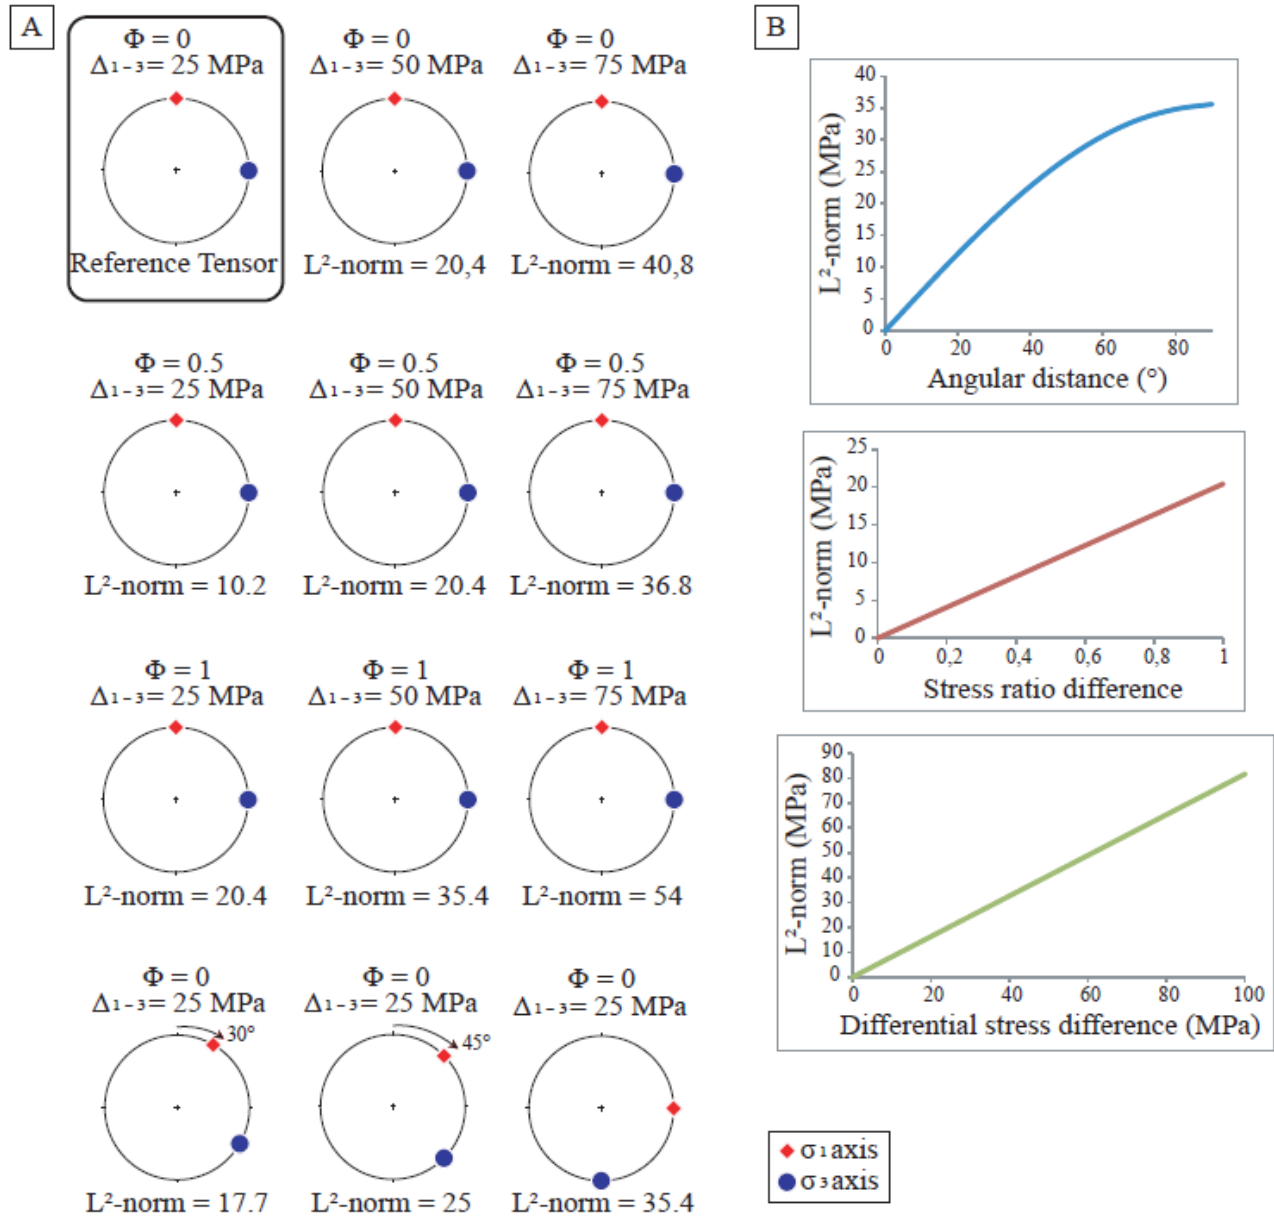 A
Φ = 0
Δ₁₋₃= 25 MPa
Reference Tensor
Φ = 0
Δ₁₋₃= 50 MPa
L²-norm = 20,4
Φ = 0
Δ₁₋₃= 75 MPa
L²-norm = 40,8
Φ = 0.5
Δ₁₋₃= 25 MPa
L²-norm = 10.2
Φ = 0.5
Δ₁₋₃= 50 MPa
L²-norm = 20.4
Φ = 0.5
Δ₁₋₃= 75 MPa
L²-norm = 36.8
Φ = 1
Δ₁₋₃= 25 MPa
L²-norm = 20.4
Φ = 1
Δ₁₋₃= 50 MPa
L²-norm = 35.4
Φ = 1
Δ₁₋₃= 75 MPa
L²-norm = 54
Φ = 0
Δ₁₋₃= 25 MPa
30°
L²-norm = 17.7
Φ = 0
Δ₁₋₃= 25 MPa
45°
L²-norm = 25
Φ = 0
Δ₁₋₃= 25 MPa
L²-norm = 35.4
B
L²-norm (MPa)
40
35
30
25
20
15
10
5
0
0 20 40 60 80
Angular distance (°)
L²-norm (MPa)
25
20
15
10
5
0
0 0,2 0,4 0,6 0,8 1
Stress ratio difference
L²-norm (MPa)
90
80
70
60
50
40
30
20
10
0
0 20 40 60 80 100
Differential stress difference (MPa)
σ₁ axis
σ₃ axis